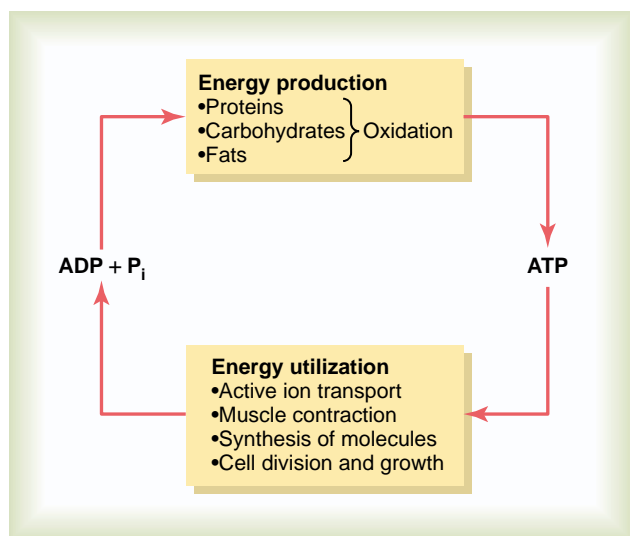 Energy production
•Proteins
•Carbohydrates
•Fats
Oxidation
ADP + Pi
ATP
Energy utilization
•Active ion transport
•Muscle contraction
•Synthesis of molecules
•Cell division and growth